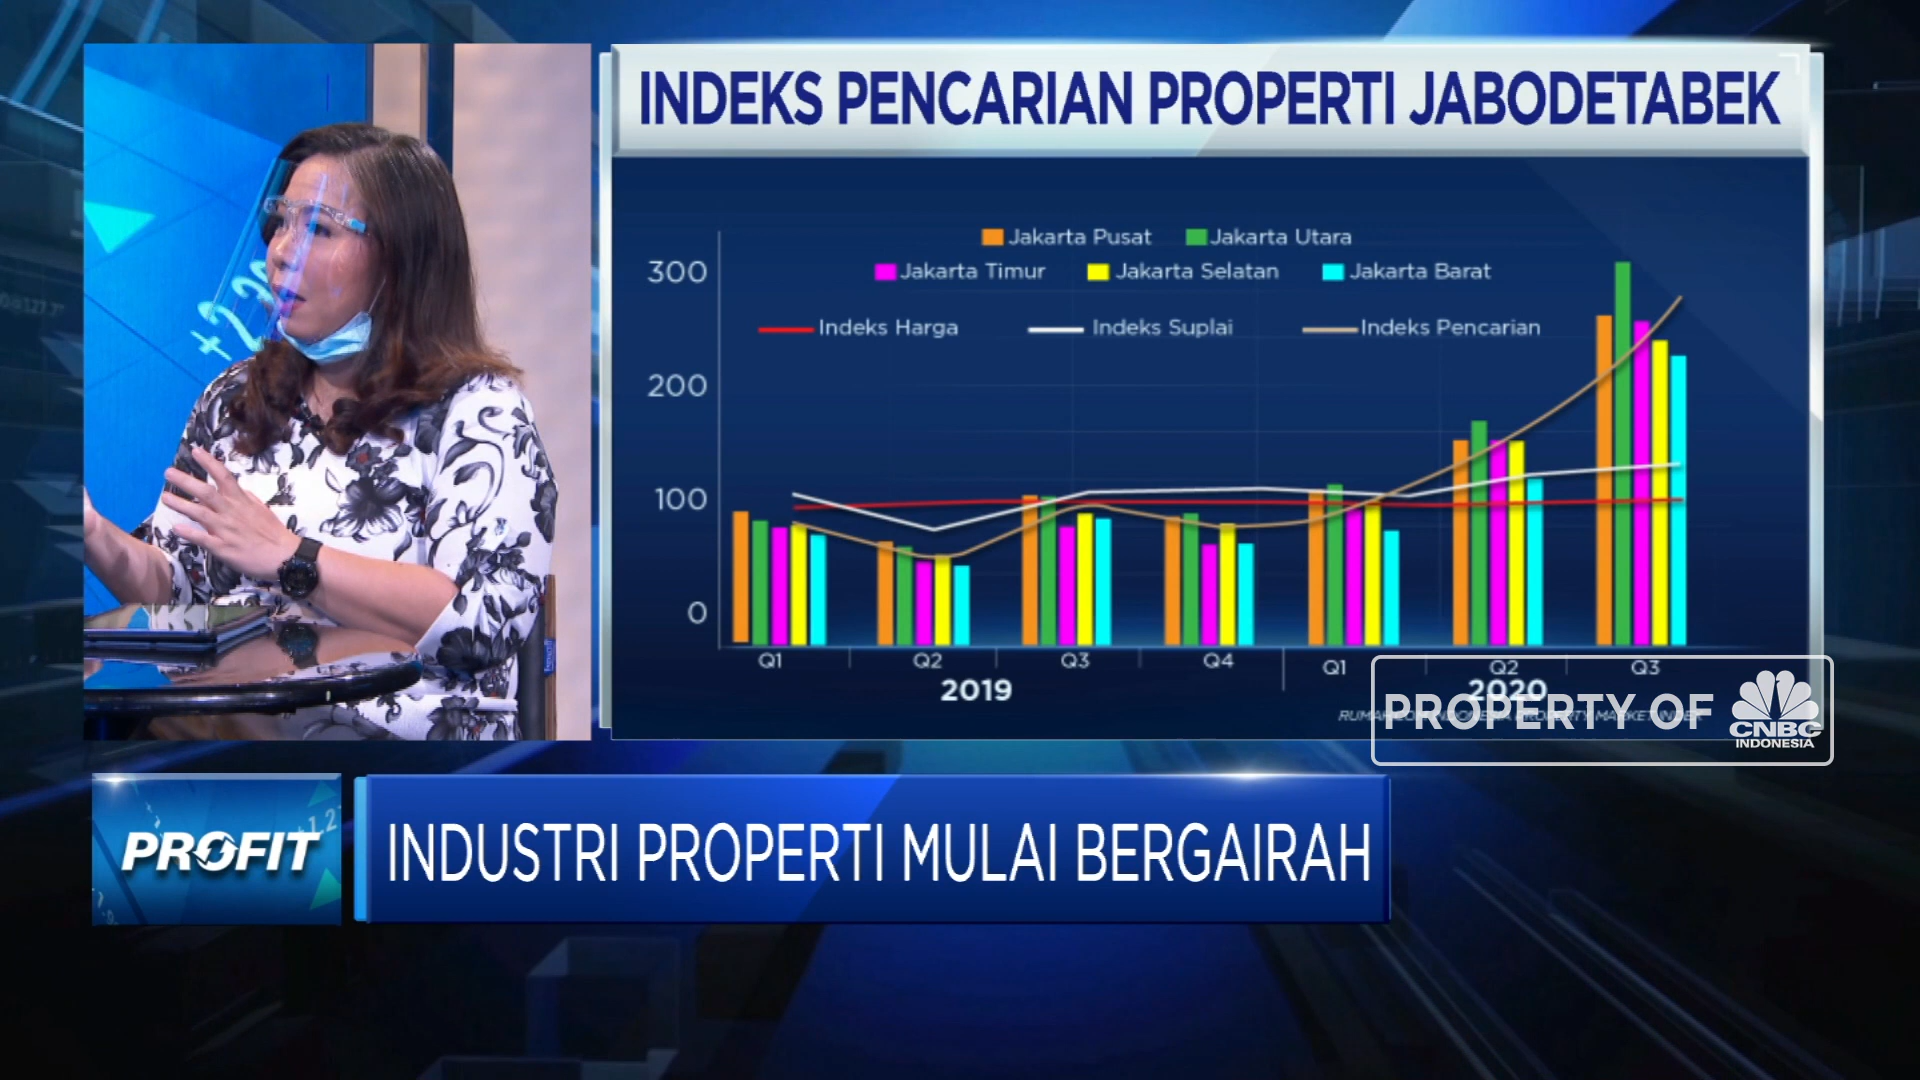 INDEKS PENCARIAN PROPERTI JABODETABEK
Jakarta Pusat Jakarta Utara
Jakarta Timur Jakarta Selatan Jakarta Barat
Indeks Harga Indeks Suplai Indeks Pencarian
300
200
100
0
Q1 Q2 Q3 Q4 Q1 Q2 Q3
2019 2020
PROPERTY OF CNBC INDONESIA
+2.2
PROFIT
INDUSTRI PROPERTI MULAI BERGAIRAH